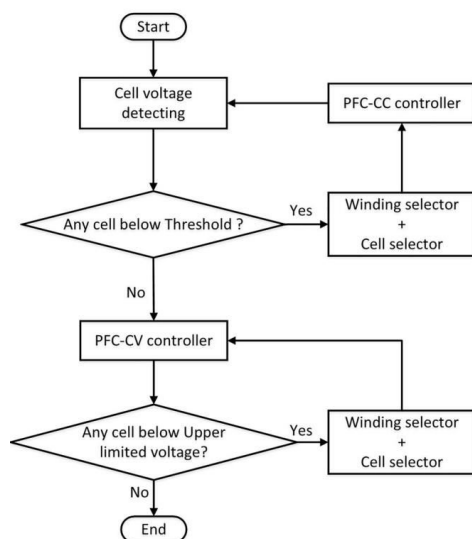 Start
Cell voltage
detecting
PFC-CC controller
Any cell below Threshold ?
Yes
Winding selector
+
Cell selector
No
PFC-CV controller
Any cell below Upper
limited voltage?
Yes
Winding selector
+
Cell selector
No
End